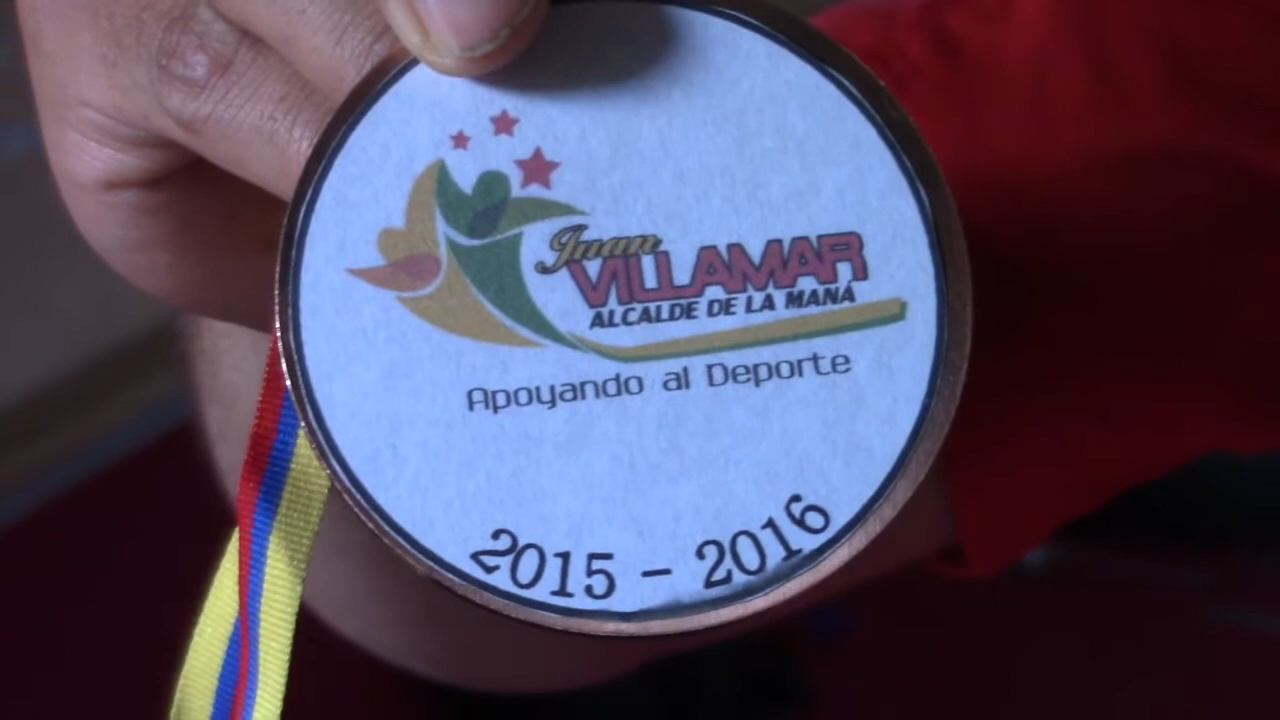 Juan
VILLAMAR
ALCALDE DE LA MANÁ
Apoyando al Deporte
2015 - 2016